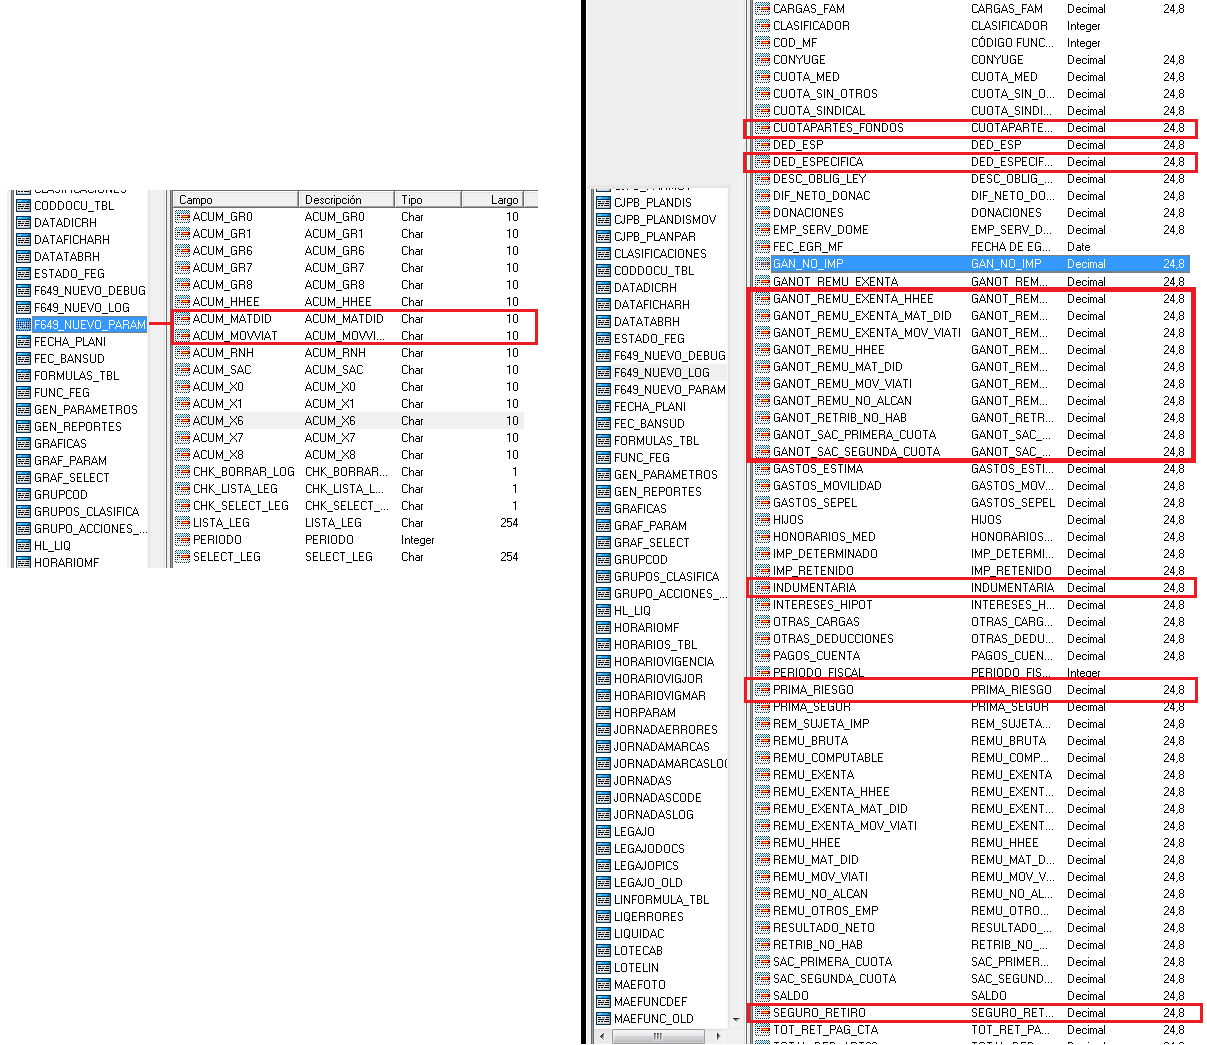 CLASIFICACIONES
CODDOCU_TBL
DATADICRH
DATAFICHARH
DATATABRH
ESTADO_FEG
F649_NUEVO_DEBUG
F649_NUEVO_LOG
F649_NUEVO_PARAM
FECHA_PLANI
FEC_BANSUD
FORMULAS_TBL
FUNC_FEG
GEN_PARAMETROS
GEN_REPORTES
GRAFICAS
GRAF_PARAM
GRAF_SELECT
GRUPCOD
GRUPOS_CLASIFICA
GRUPO_ACCIONES_...
HL_LIQ
HORARIOMF
Campo Descripción Tipo Largo
ACUM_GR0 ACUM_GR0 Char 10
ACUM_GR1 ACUM_GR1 Char 10
ACUM_GR6 ACUM_GR6 Char 10
ACUM_GR7 ACUM_GR7 Char 10
ACUM_GR8 ACUM_GR8 Char 10
ACUM_HHEE ACUM_HHEE Char 10
ACUM_MATDID ACUM_MATDID Char 10
ACUM_MOVVIAT ACUM_MOVVI... Char 10
ACUM_RNH ACUM_RNH Char 10
ACUM_SAC ACUM_SAC Char 10
ACUM_X0 ACUM_X0 Char 10
ACUM_X1 ACUM_X1 Char 10
ACUM_X6 ACUM_X6 Char 10
ACUM_X7 ACUM_X7 Char 10
ACUM_X8 ACUM_X8 Char 10
CHK_BORRAR_LOG CHK_BORRAR... Char 1
CHK_LISTA_LEG CHK_LISTA_L... Char 1
CHK_SELECT_LEG CHK_SELECT_... Char 1
LISTA_LEG LISTA_LEG Char 254
PERIODO PERIODO Integer
SELECT_LEG SELECT_LEG Char 254
CJPB_PLANDIS
CJPB_PLANDISMOV
CJPB_PLANPAR
CLASIFICACIONES
CODDOCU_TBL
DATADICRH
DATAFICHARH
DATATABRH
ESTADO_FEG
F649_NUEVO_DEBUG
F649_NUEVO_LOG
F649_NUEVO_PARAM
FECHA_PLANI
FEC_BANSUD
FORMULAS_TBL
FUNC_FEG
GEN_PARAMETROS
GEN_REPORTES
GRAFICAS
GRAF_PARAM
GRAF_SELECT
GRUPCOD
GRUPOS_CLASIFICA
GRUPO_ACCIONES_...
HL_LIQ
HORARIOMF
HORARIOS_TBL
HORARIOVIGENCIA
HORARIOVIGJOR
HORARIOVIGMAR
HORPARAM
JORNADAERRORES
JORNADAMARCAS
JORNADAMARCASLOG
JORNADAS
JORNADASCODE
JORNADASLOG
LEGAJO
LEGAJODOCS
LEGAJOPICS
LEGAJO_OLD
LINFORMULA_TBL
LIQERRORES
LIQUIDAC
LOTECAB
LOTELIN
MAEFOTO
MAEFUNCDEF
MAEFUNC_OLD
CARGAS_FAM CARGAS_FAM Decimal 24,8
CLASIFICADOR CLASIFICADOR Integer
COD_MF CÓDIGO FUNC... Integer
CONYUGE CONYUGE Decimal 24,8
CUOTA_MED CUOTA_MED Decimal 24,8
CUOTA_SIN_OTROS CUOTA_SIN_O... Decimal 24,8
CUOTA_SINDICAL CUOTA_SINDI... Decimal 24,8
CUOTAPARTES_FONDOS CUOTAPARTE... Decimal 24,8
DED_ESP DED_ESP Decimal 24,8
DED_ESPECIFICA DED_ESPECIF... Decimal 24,8
DESC_OBLIG_LEY DESC_OBLIG_... Decimal 24,8
DIF_NETO_DONAC DIF_NETO_DO... Decimal 24,8
DONACIONES DONACIONES Decimal 24,8
EMP_SERV_DOME EMP_SERV_D... Decimal 24,8
FEC_EGR_MF FECHA DE EG... Date
GAN_NO_IMP GAN_NO_IMP Decimal 24,8
GANOT_REMU_EXENTA GANOT_REM... Decimal 24,8
GANOT_REMU_EXENTA_HHEE GANOT_REM... Decimal 24,8
GANOT_REMU_EXENTA_MAT_DID GANOT_REM... Decimal 24,8
GANOT_REMU_EXENTA_MOV_VIATI GANOT_REM... Decimal 24,8
GANOT_REMU_HHEE GANOT_REM... Decimal 24,8
GANOT_REMU_MAT_DID GANOT_REM... Decimal 24,8
GANOT_REMU_MOV_VIATI GANOT_REM... Decimal 24,8
GANOT_REMU_NO_ALCAN GANOT_REM... Decimal 24,8
GANOT_RETRIB_NO_HAB GANOT_RETR... Decimal 24,8
GANOT_SAC_PRIMERA_CUOTA GANOT_SAC_... Decimal 24,8
GANOT_SAC_SEGUNDA_CUOTA GANOT_SAC_... Decimal 24,8
GASTOS_ESTIMA GASTOS_ESTI... Decimal 24,8
GASTOS_MOVILIDAD GASTOS_MOV... Decimal 24,8
GASTOS_SEPEL GASTOS_SEPEL Decimal 24,8
HIJOS HIJOS Decimal 24,8
HONORARIOS_MED HONORARIOS... Decimal 24,8
IMP_DETERMINADO IMP_DETERMI... Decimal 24,8
IMP_RETENIDO IMP_RETENIDO Decimal 24,8
INDUMENTARIA INDUMENTARIA Decimal 24,8
INTERESES_HIPOT INTERESES_H... Decimal 24,8
OTRAS_CARGAS OTRAS_CARG... Decimal 24,8
OTRAS_DEDUCCIONES OTRAS_DEDU... Decimal 24,8
PAGOS_CUENTA PAGOS_CUEN... Decimal 24,8
PERIODO_FISCAL PERIODO_FIS... Integer
PRIMA_RIESGO PRIMA_RIESGO Decimal 24,8
PRIMA_SEGUR PRIMA_SEGUR Decimal 24,8
REM_SUJETA_IMP REM_SUJETA... Decimal 24,8
REMU_BRUTA REMU_BRUTA Decimal 24,8
REMU_COMPUTABLE REMU_COMP... Decimal 24,8
REMU_EXENTA REMU_EXENTA Decimal 24,8
REMU_EXENTA_HHEE REMU_EXENT... Decimal 24,8
REMU_EXENTA_MAT_DID REMU_EXENT... Decimal 24,8
REMU_EXENTA_MOV_VIATI REMU_EXENT... Decimal 24,8
REMU_HHEE REMU_HHEE Decimal 24,8
REMU_MAT_DID REMU_MAT_D... Decimal 24,8
REMU_MOV_VIATI REMU_MOV_V... Decimal 24,8
REMU_NO_ALCAN REMU_NO_AL... Decimal 24,8
REMU_OTROS_EMP REMU_OTRO... Decimal 24,8
RESULTADO_NETO RESULTADO_... Decimal 24,8
RETRIB_NO_HAB RETRIB_NO_... Decimal 24,8
SAC_PRIMERA_CUOTA SAC_PRIMER... Decimal 24,8
SAC_SEGUNDA_CUOTA SAC_SEGUND... Decimal 24,8
SALDO SALDO Decimal 24,8
SEGURO_RETIRO SEGURO_RET... Decimal 24,8
TOT_RET_PAG_CTA TOT_RET_PA... Decimal 24,8